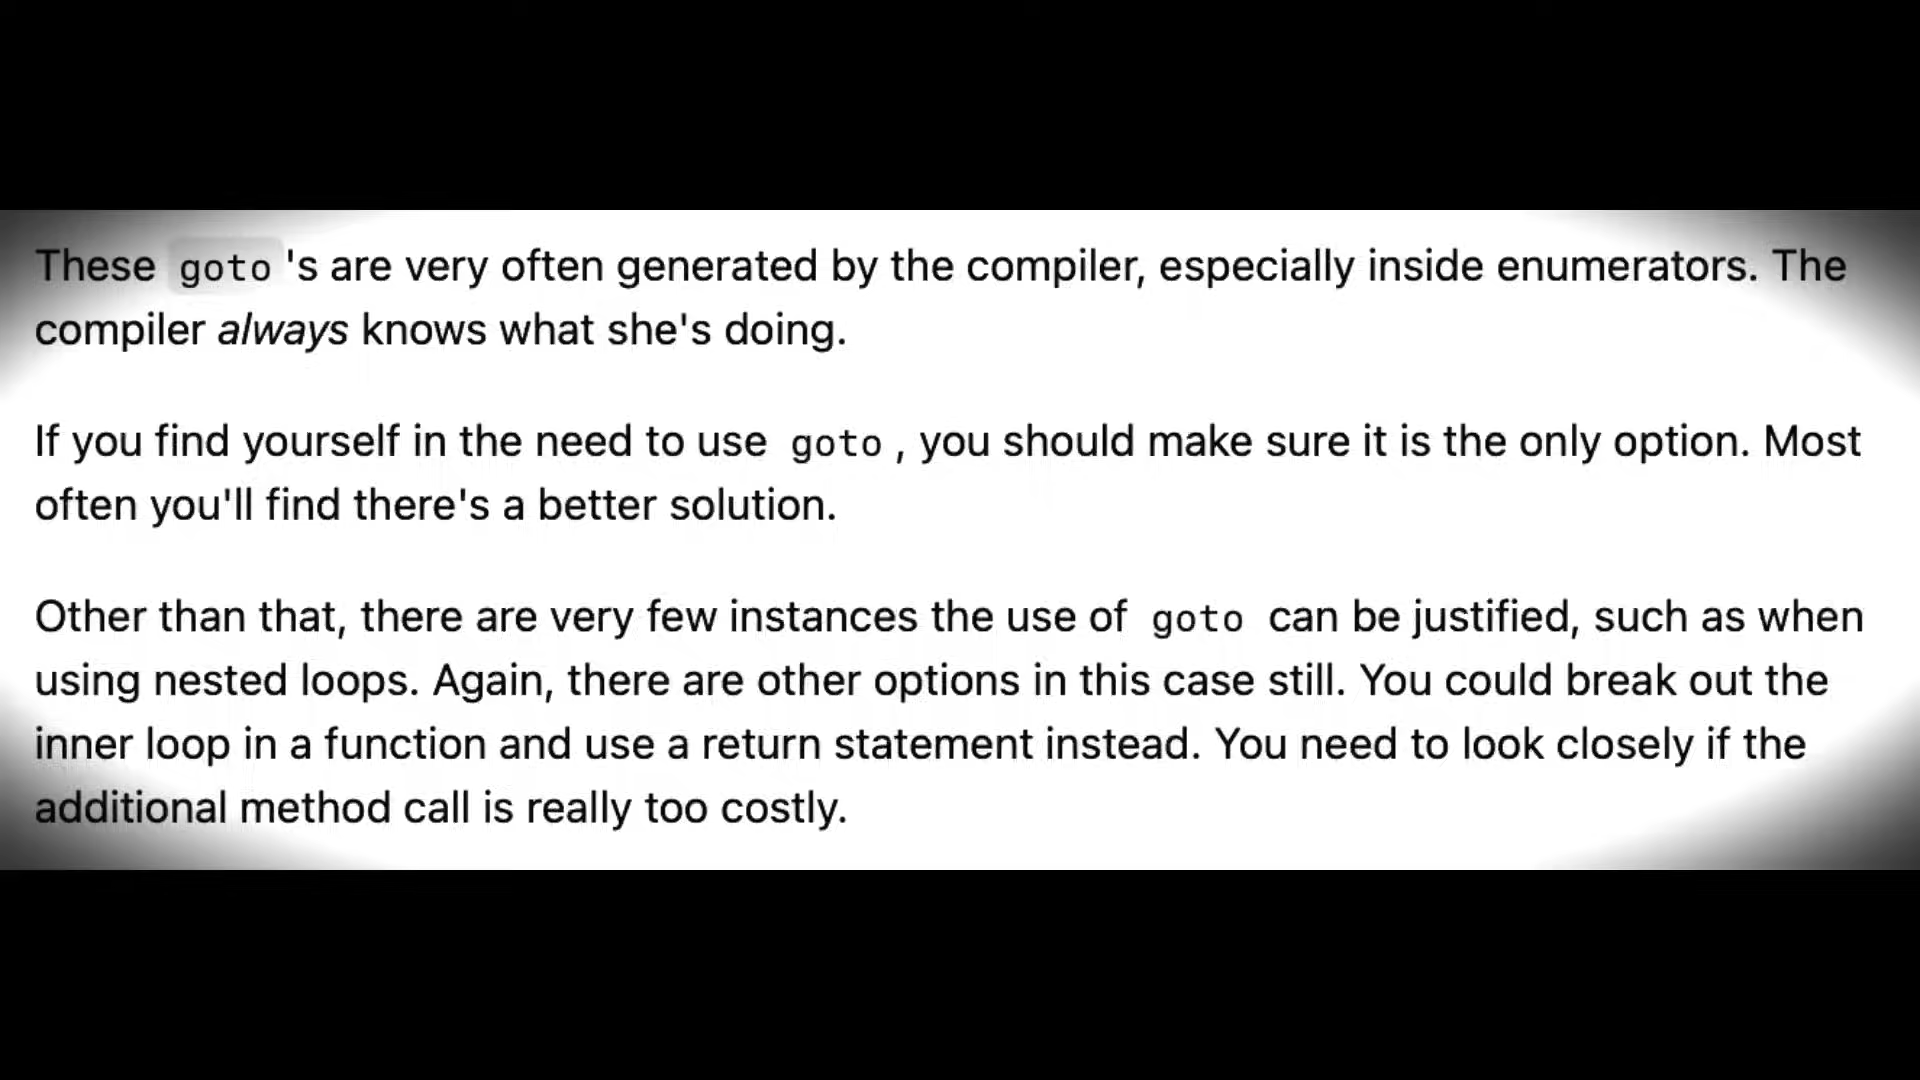 These goto 's are very often generated by the compiler, especially inside enumerators. The
compiler always knows what she's doing.
If you find yourself in the need to use goto , you should make sure it is the only option. Most
often you'll find there's a better solution.
Other than that, there are very few instances the use of goto can be justified, such as when
using nested loops. Again, there are other options in this case still. You could break out the
inner loop in a function and use a return statement instead. You need to look closely if the
additional method call is really too costly.